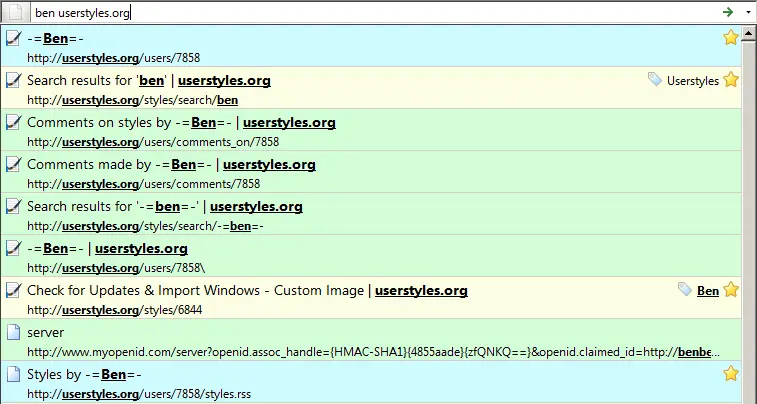 ben userstyles.org
-=Ben=-
http://userstyles.org/users/7858
Search results for 'ben' | userstyles.org Userstyles
http://userstyles.org/styles/search/ben
Comments on styles by -=Ben=- | userstyles.org
http://userstyles.org/users/comments_on/7858
Comments made by -=Ben=- | userstyles.org
http://userstyles.org/users/comments/7858
Search results for '-=ben=-' | userstyles.org
http://userstyles.org/styles/search/-=ben=-
-=Ben=- | userstyles.org
http://userstyles.org/users/7858\
Check for Updates & Import Windows - Custom Image | userstyles.org Ben
http://userstyles.org/styles/6844
server
http://www.myopenid.com/server?openid.assoc_handle={HMAC-SHA1}{4855aade}{zfQNKQ==}&openid.claimed_id=http://benbe...
Styles by -=Ben=-
http://userstyles.org/users/7858/styles.rss